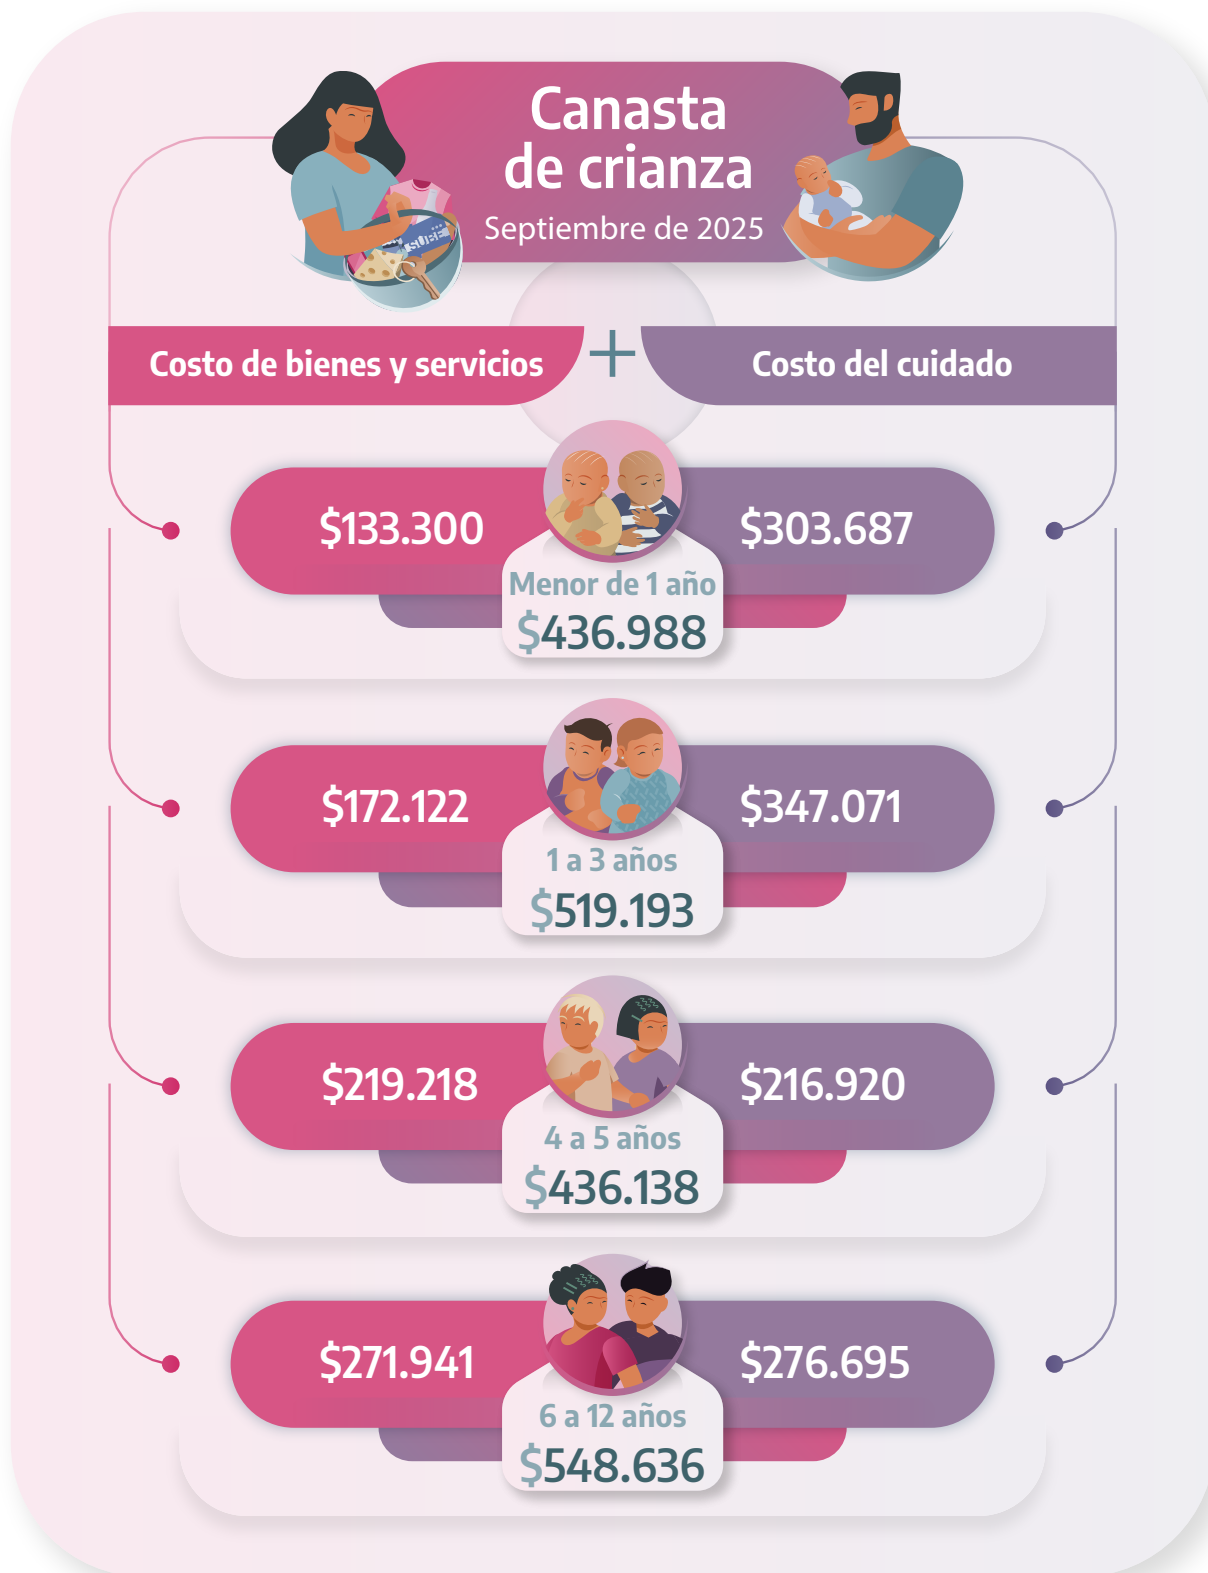 Canasta
de crianza
Septiembre de 2025
SUBE
Costo de bienes y servicios + Costo del cuidado
$133.300
$303.687
Menor de 1 año
$436.988
$172.122
$347.071
1 a 3 años
$519.193
$219.218
$216.920
4 a 5 años
$436.138
$271.941
$276.695
6 a 12 años
$548.636